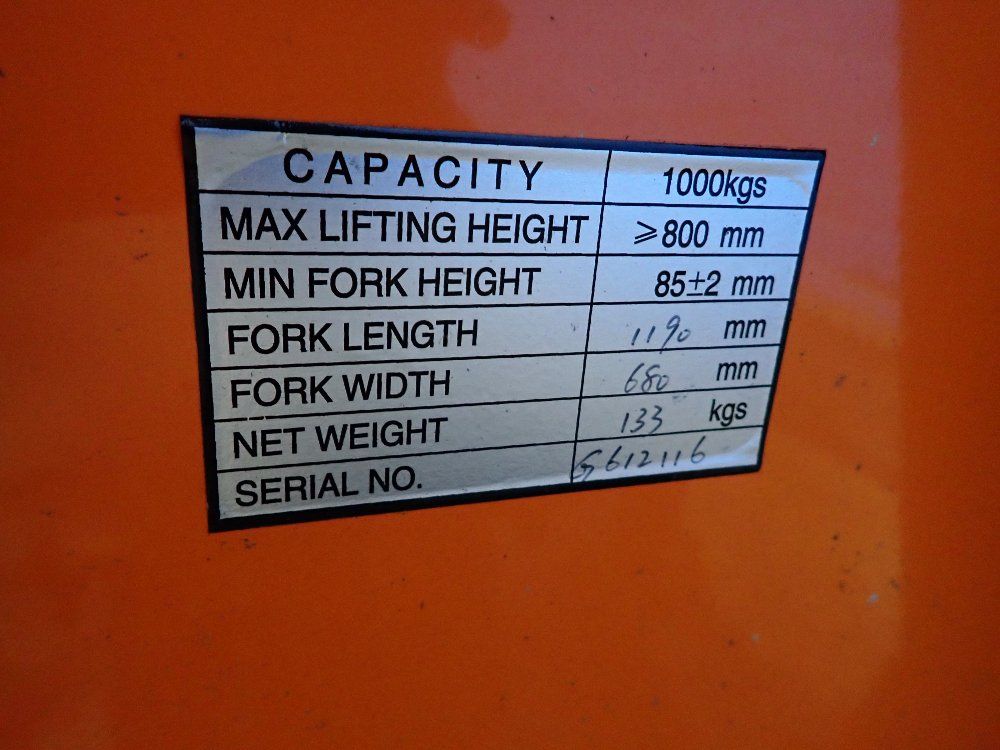 CAPACITY 1000kgs
MAX LIFTING HEIGHT ≥800 mm
MIN FORK HEIGHT 85±2 mm
FORK LENGTH 1190 mm
FORK WIDTH 680 mm
NET WEIGHT 133 kgs
SERIAL NO. G612116